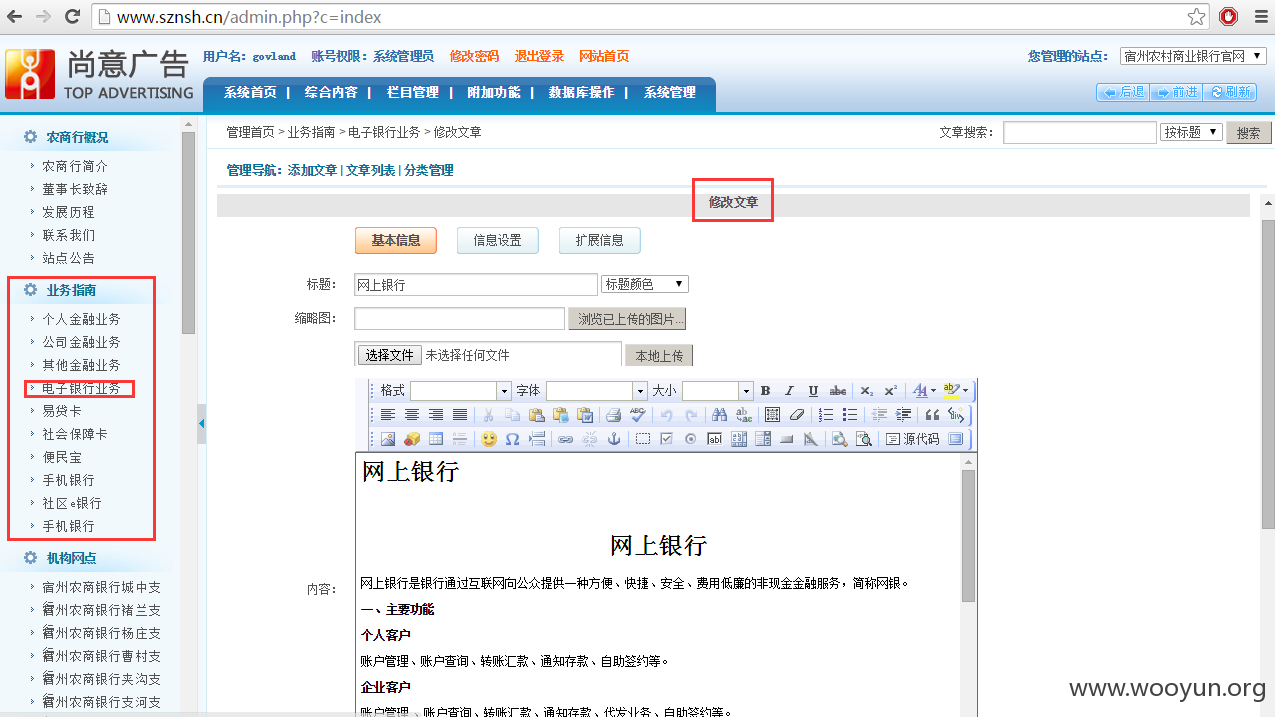 www.sznsh.cn/admin.php?c=index
尚意广告
TOP ADVERTISING
用户名：govland 账号权限：系统管理员 修改密码 退出登录 网站首页
您管理的站点： 宿州农村商业银行官网
系统首页 | 综合内容 | 栏目管理 | 附加功能 | 数据库操作 | 系统管理
后退 前进 刷新
农商行概况
农商行简介
董事长致辞
发展历程
联系我们
站点公告
业务指南
个人金融业务
公司金融业务
其他金融业务
电子银行业务
易贷卡
社会保障卡
便民宝
手机银行
社区e银行
手机银行
机构网点
宿州农商银行城中支行
宿州农商银行褚兰支行
宿州农商银行杨庄支行
宿州农商银行曹村支行
宿州农商银行夹沟支行
宿州农商银行支河支
管理首页 > 业务指南 > 电子银行业务 > 修改文章
文章搜索： 按标题 搜索
管理导航：添加文章 | 文章列表 | 分类管理
修改文章
基本信息 信息设置 扩展信息
标题： 网上银行 标题颜色
缩略图： 浏览已上传的图片...
选择文件 未选择任何文件 本地上传
格式 字体 大小 B I U abc X₂ X²
源代码
内容：
网上银行
网上银行
网上银行是银行通过互联网向公众提供一种方便、快捷、安全、费用低廉的非现金金融服务，简称网银。
一、主要功能
个人客户
账户管理、账户查询、转账汇款、通知存款、自助签约等。
企业客户
账户管理、账户查询、转账汇款、通知存款、代发业务、自助签约等。
www.wooyun.org